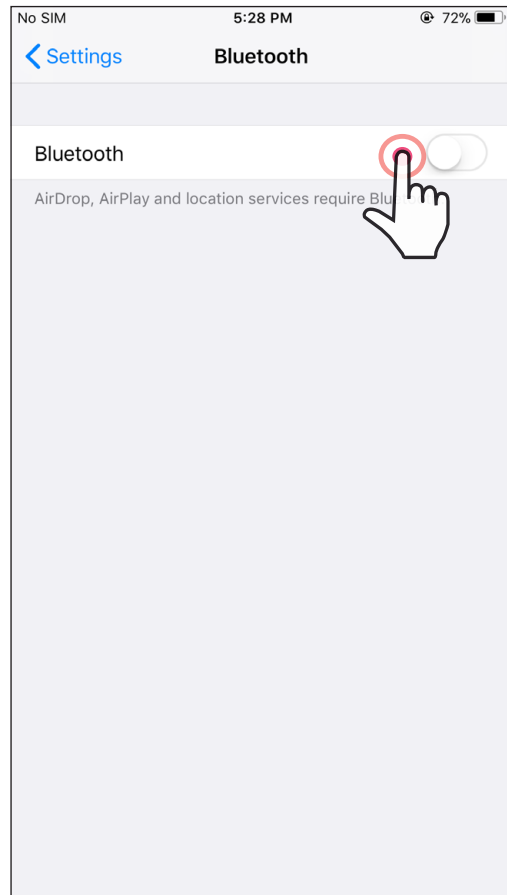 No SIM 5:28 PM 72%
Settings Bluetooth
Bluetooth
AirDrop, AirPlay and location services require